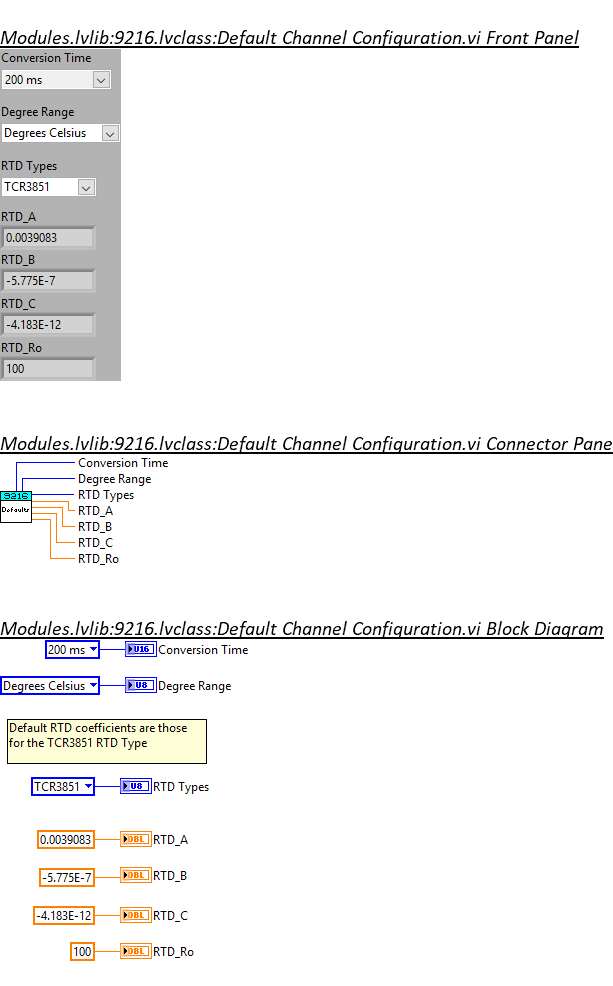 Modules.lvlib:9216.lvclass:Default Channel Configuration.vi Front Panel
Conversion Time
200 ms
Degree Range
Degrees Celsius
RTD Types
TCR3851
RTD_A
0.0039083
RTD_B
-5.775E-7
RTD_C
-4.183E-12
RTD_Ro
100
Modules.lvlib:9216.lvclass:Default Channel Configuration.vi Connector Pane
Conversion Time
Degree Range
9216 RTD Types
Defaults RTD_A
RTD_B
RTD_C
RTD_Ro
Modules.lvlib:9216.lvclass:Default Channel Configuration.vi Block Diagram
200 ms U16 Conversion Time
Degrees Celsius U8 Degree Range
Default RTD coefficients are those
for the TCR3851 RTD Type
TCR3851 U8 RTD Types
0.0039083 DBL RTD_A
-5.775E-7 DBL RTD_B
-4.183E-12 DBL RTD_C
100 DBL RTD_Ro